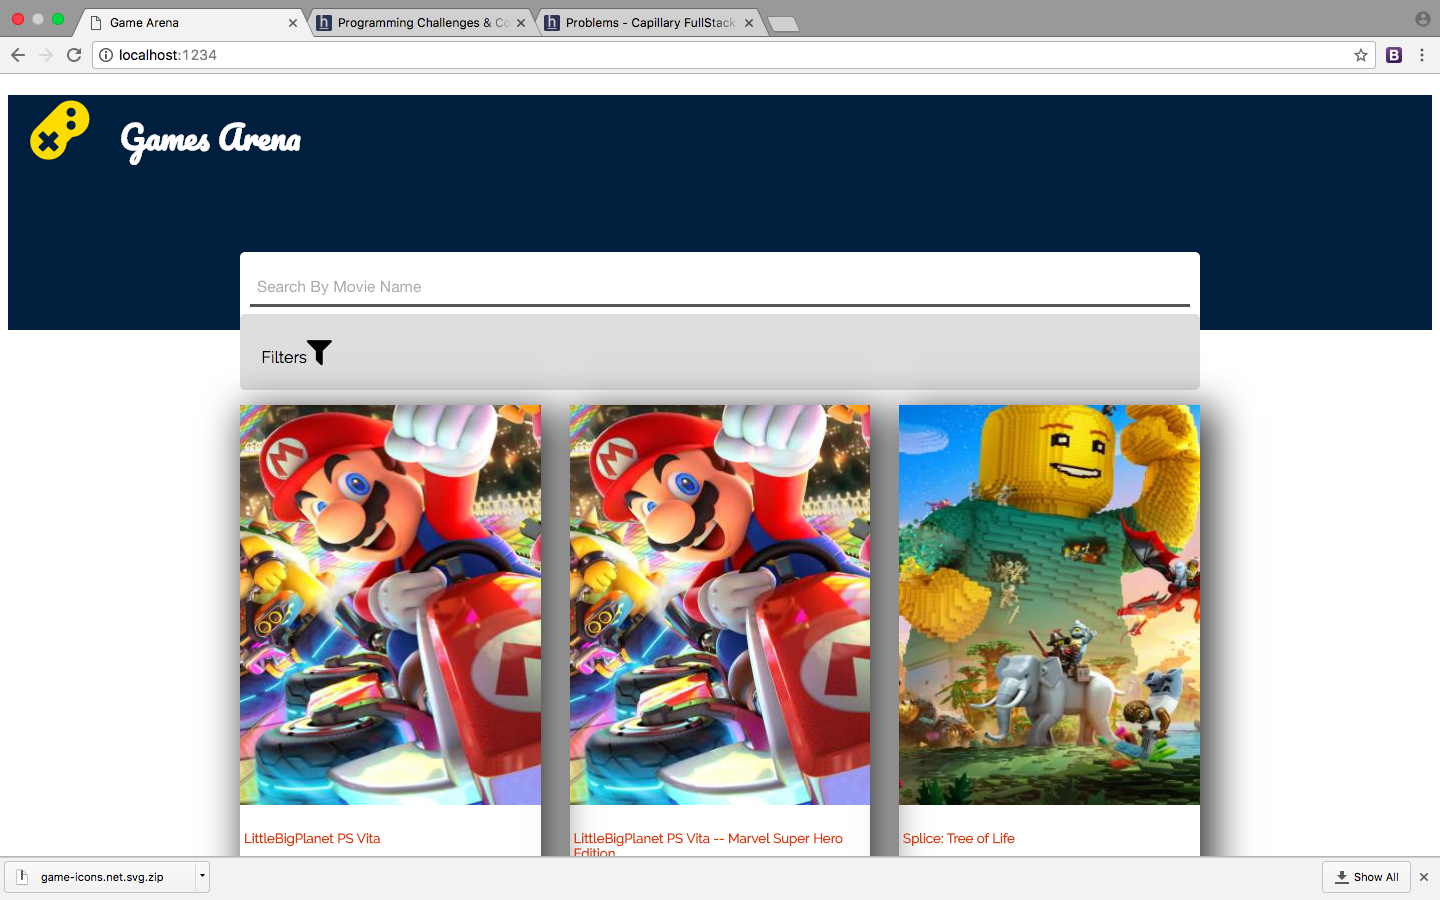 Game Arena
Programming Challenges & Co
Problems - Capillary FullStack
localhost:1234
Games Arena
Search By Movie Name
Filters
LittleBigPlanet PS Vita
LittleBigPlanet PS Vita -- Marvel Super Hero
Edition
Splice: Tree of Life
game-icons.net.svg.zip
Show All